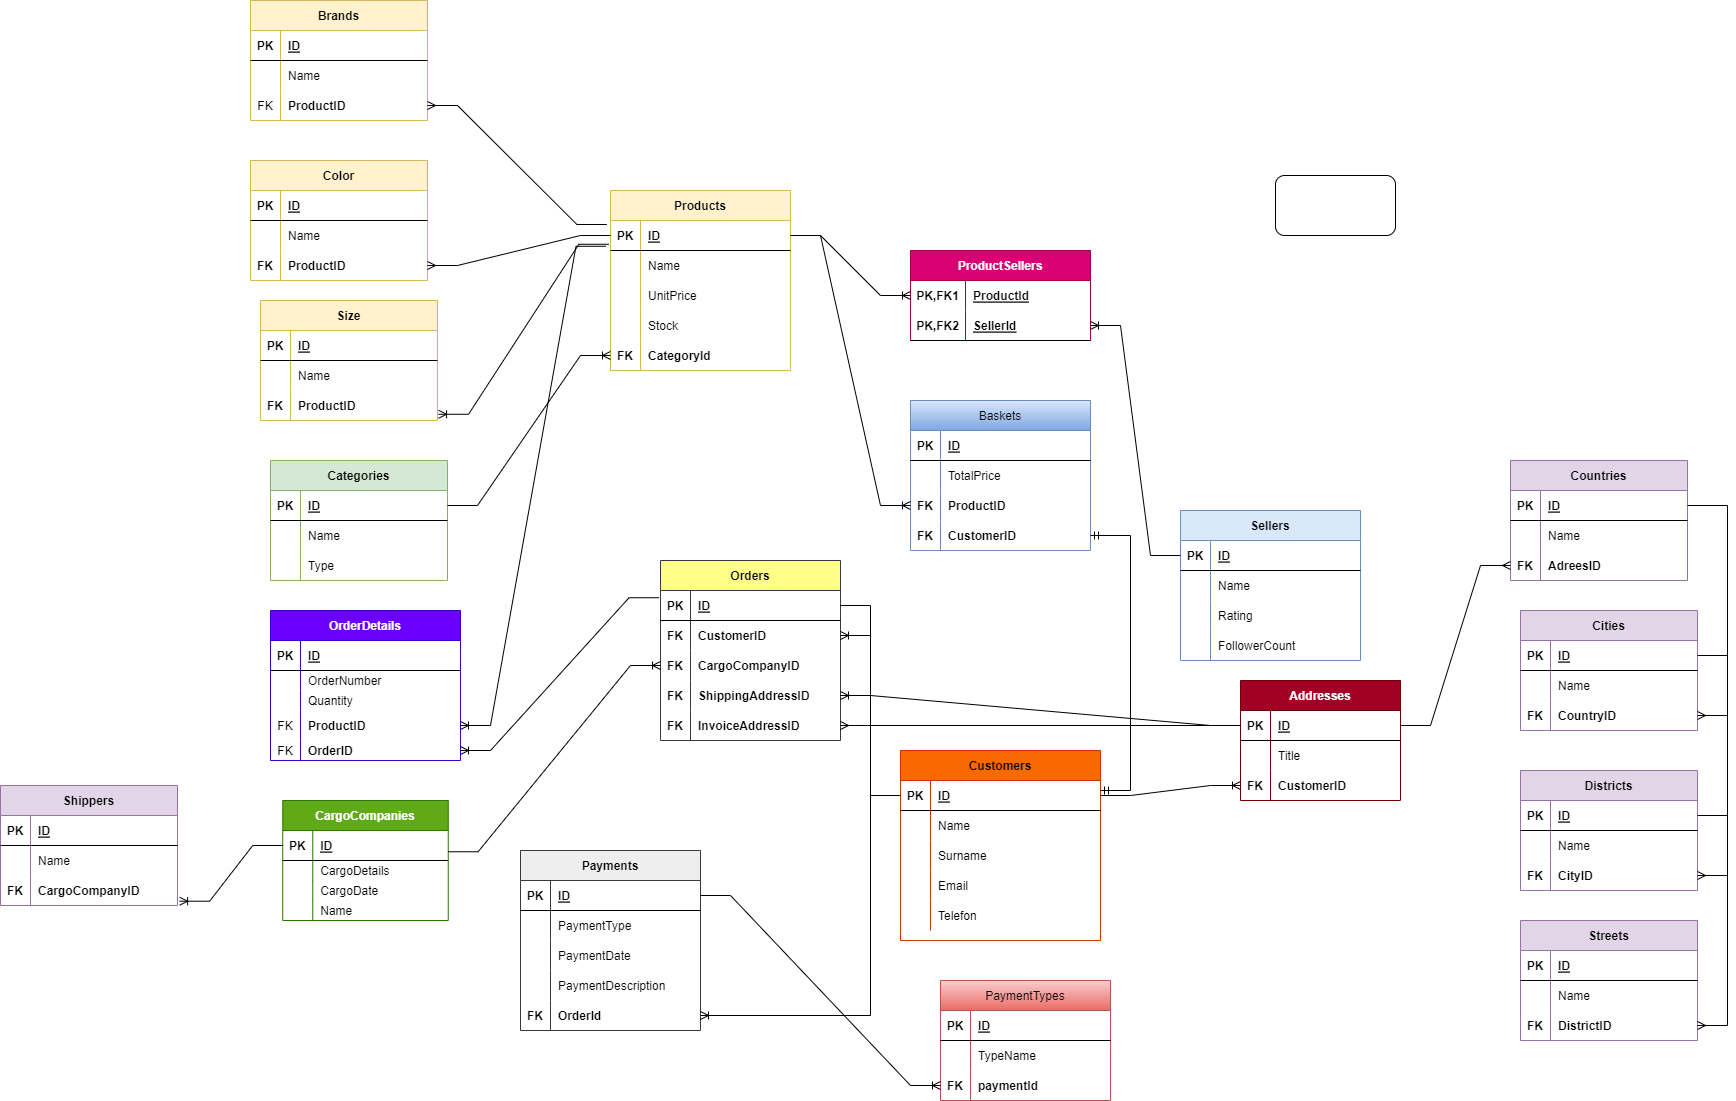 Brands
PK ID
Name
FK ProductID
Color
PK ID
Name
FK ProductID
Size
PK ID
Name
FK ProductID
Categories
PK ID
Name
Type
OrderDetails
PK ID
OrderNumber
Quantity
FK ProductID
FK OrderID
Shippers
PK ID
Name
FK CargoCompanyID
CargoCompanies
PK ID
CargoDetails
CargoDate
Name
Products
PK ID
Name
UnitPrice
Stock
FK CategoryId
Orders
PK ID
FK CustomerID
FK CargoCompanyID
FK ShippingAddressID
FK InvoiceAddressID
Payments
PK ID
PaymentType
PaymentDate
PaymentDescription
FK OrderId
ProductSellers
PK,FK1 ProductId
PK,FK2 SellerId
Baskets
PK ID
TotalPrice
FK ProductID
FK CustomerID
Customers
PK ID
Name
Surname
Email
Telefon
PaymentTypes
PK ID
TypeName
FK paymentId
Sellers
PK ID
Name
Rating
FollowerCount
Addresses
PK ID
Title
FK CustomerID
Countries
PK ID
Name
FK AdreesID
Cities
PK ID
Name
FK CountryID
Districts
PK ID
Name
FK CityID
Streets
PK ID
Name
FK DistrictID